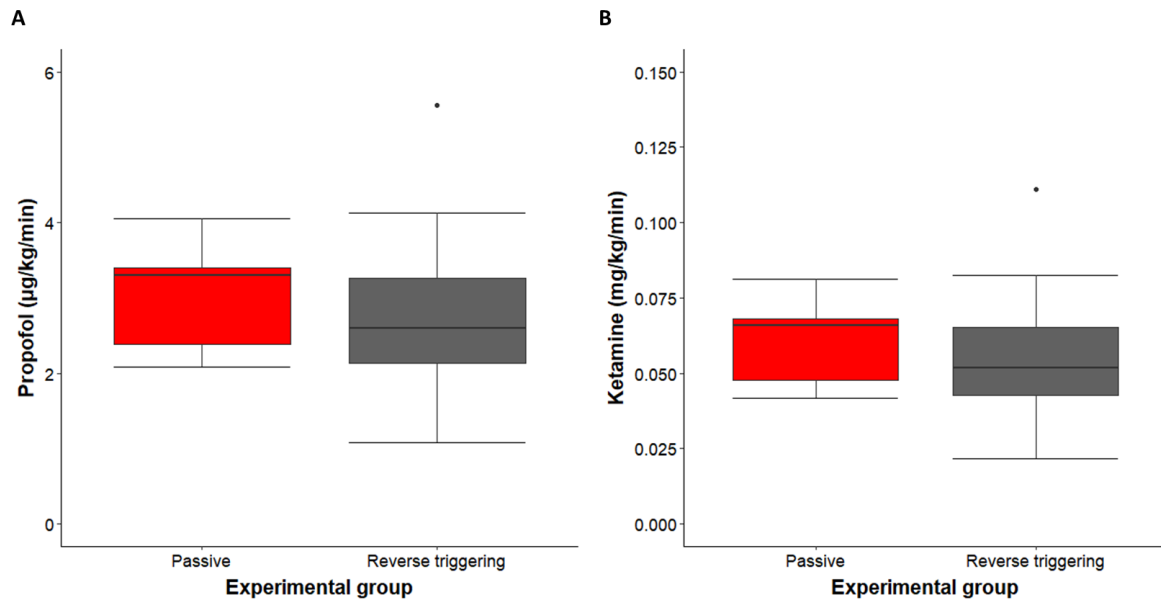 A
Propofol (µg/kg/min)
6
4
2
0
Passive
Reverse triggering
Experimental group
B
Ketamine (mg/kg/min)
0.150
0.125
0.100
0.075
0.050
0.025
0.000
Passive
Reverse triggering
Experimental group